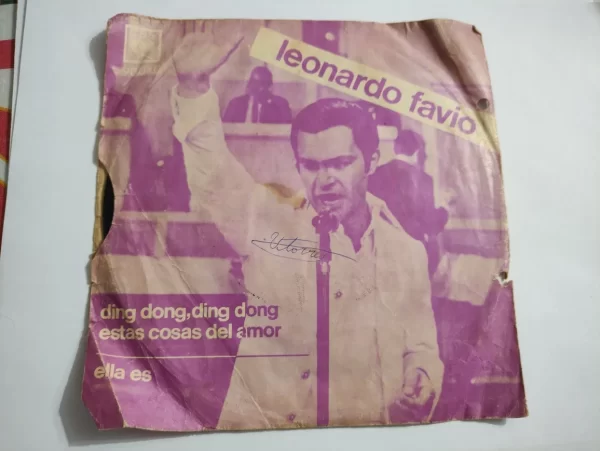 leonardo favio
ding dong, ding dong
estas cosas del amor
ella es